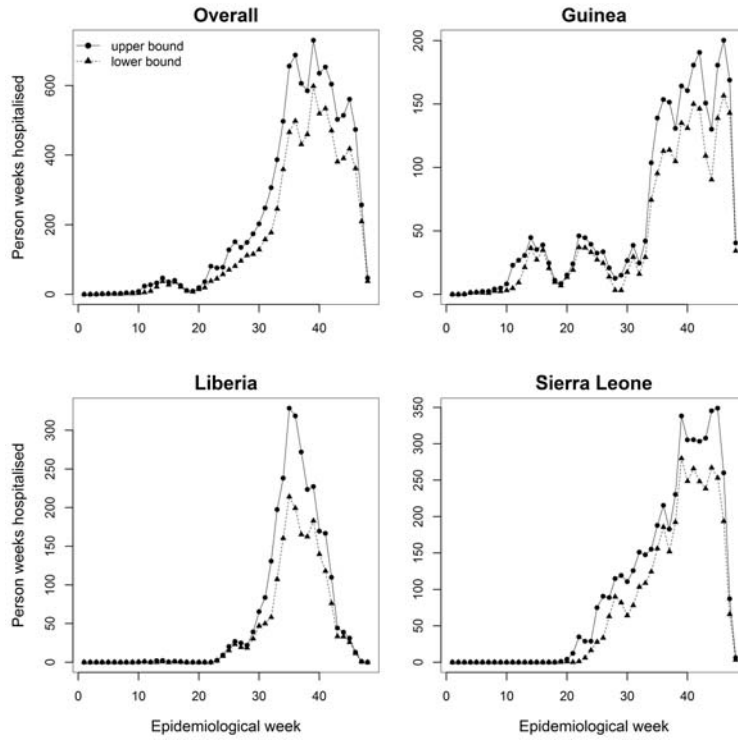 Overall
Guinea
upper bound
lower bound
Person weeks hospitalised
0 200 400 600
0 50 100 150 200
0 10 20 30 40
0 10 20 30 40
Liberia
Sierra Leone
Person weeks hospitalised
0 50 100 150 200 250 300
0 50 100 150 200 250 300 350
0 10 20 30 40
0 10 20 30 40
Epidemiological week
Epidemiological week